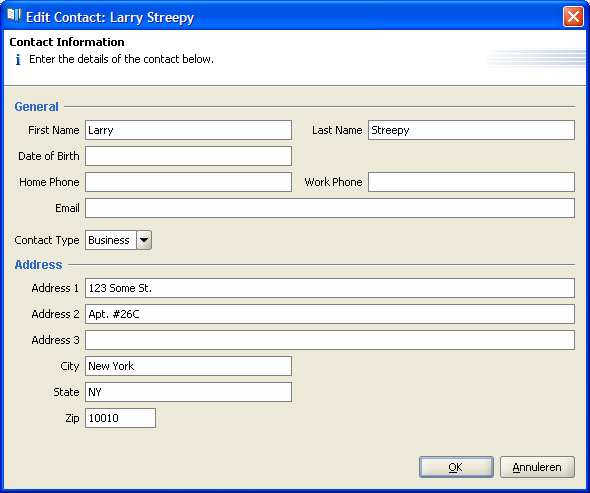 Edit Contact: Larry Streepy
Contact Information
Enter the details of the contact below.
General
First Name Larry Last Name Streepy
Date of Birth
Home Phone Work Phone
Email
Contact Type Business
Address
Address 1 123 Some St.
Address 2 Apt. #26C
Address 3
City New York
State NY
Zip 10010
OK Annuleren